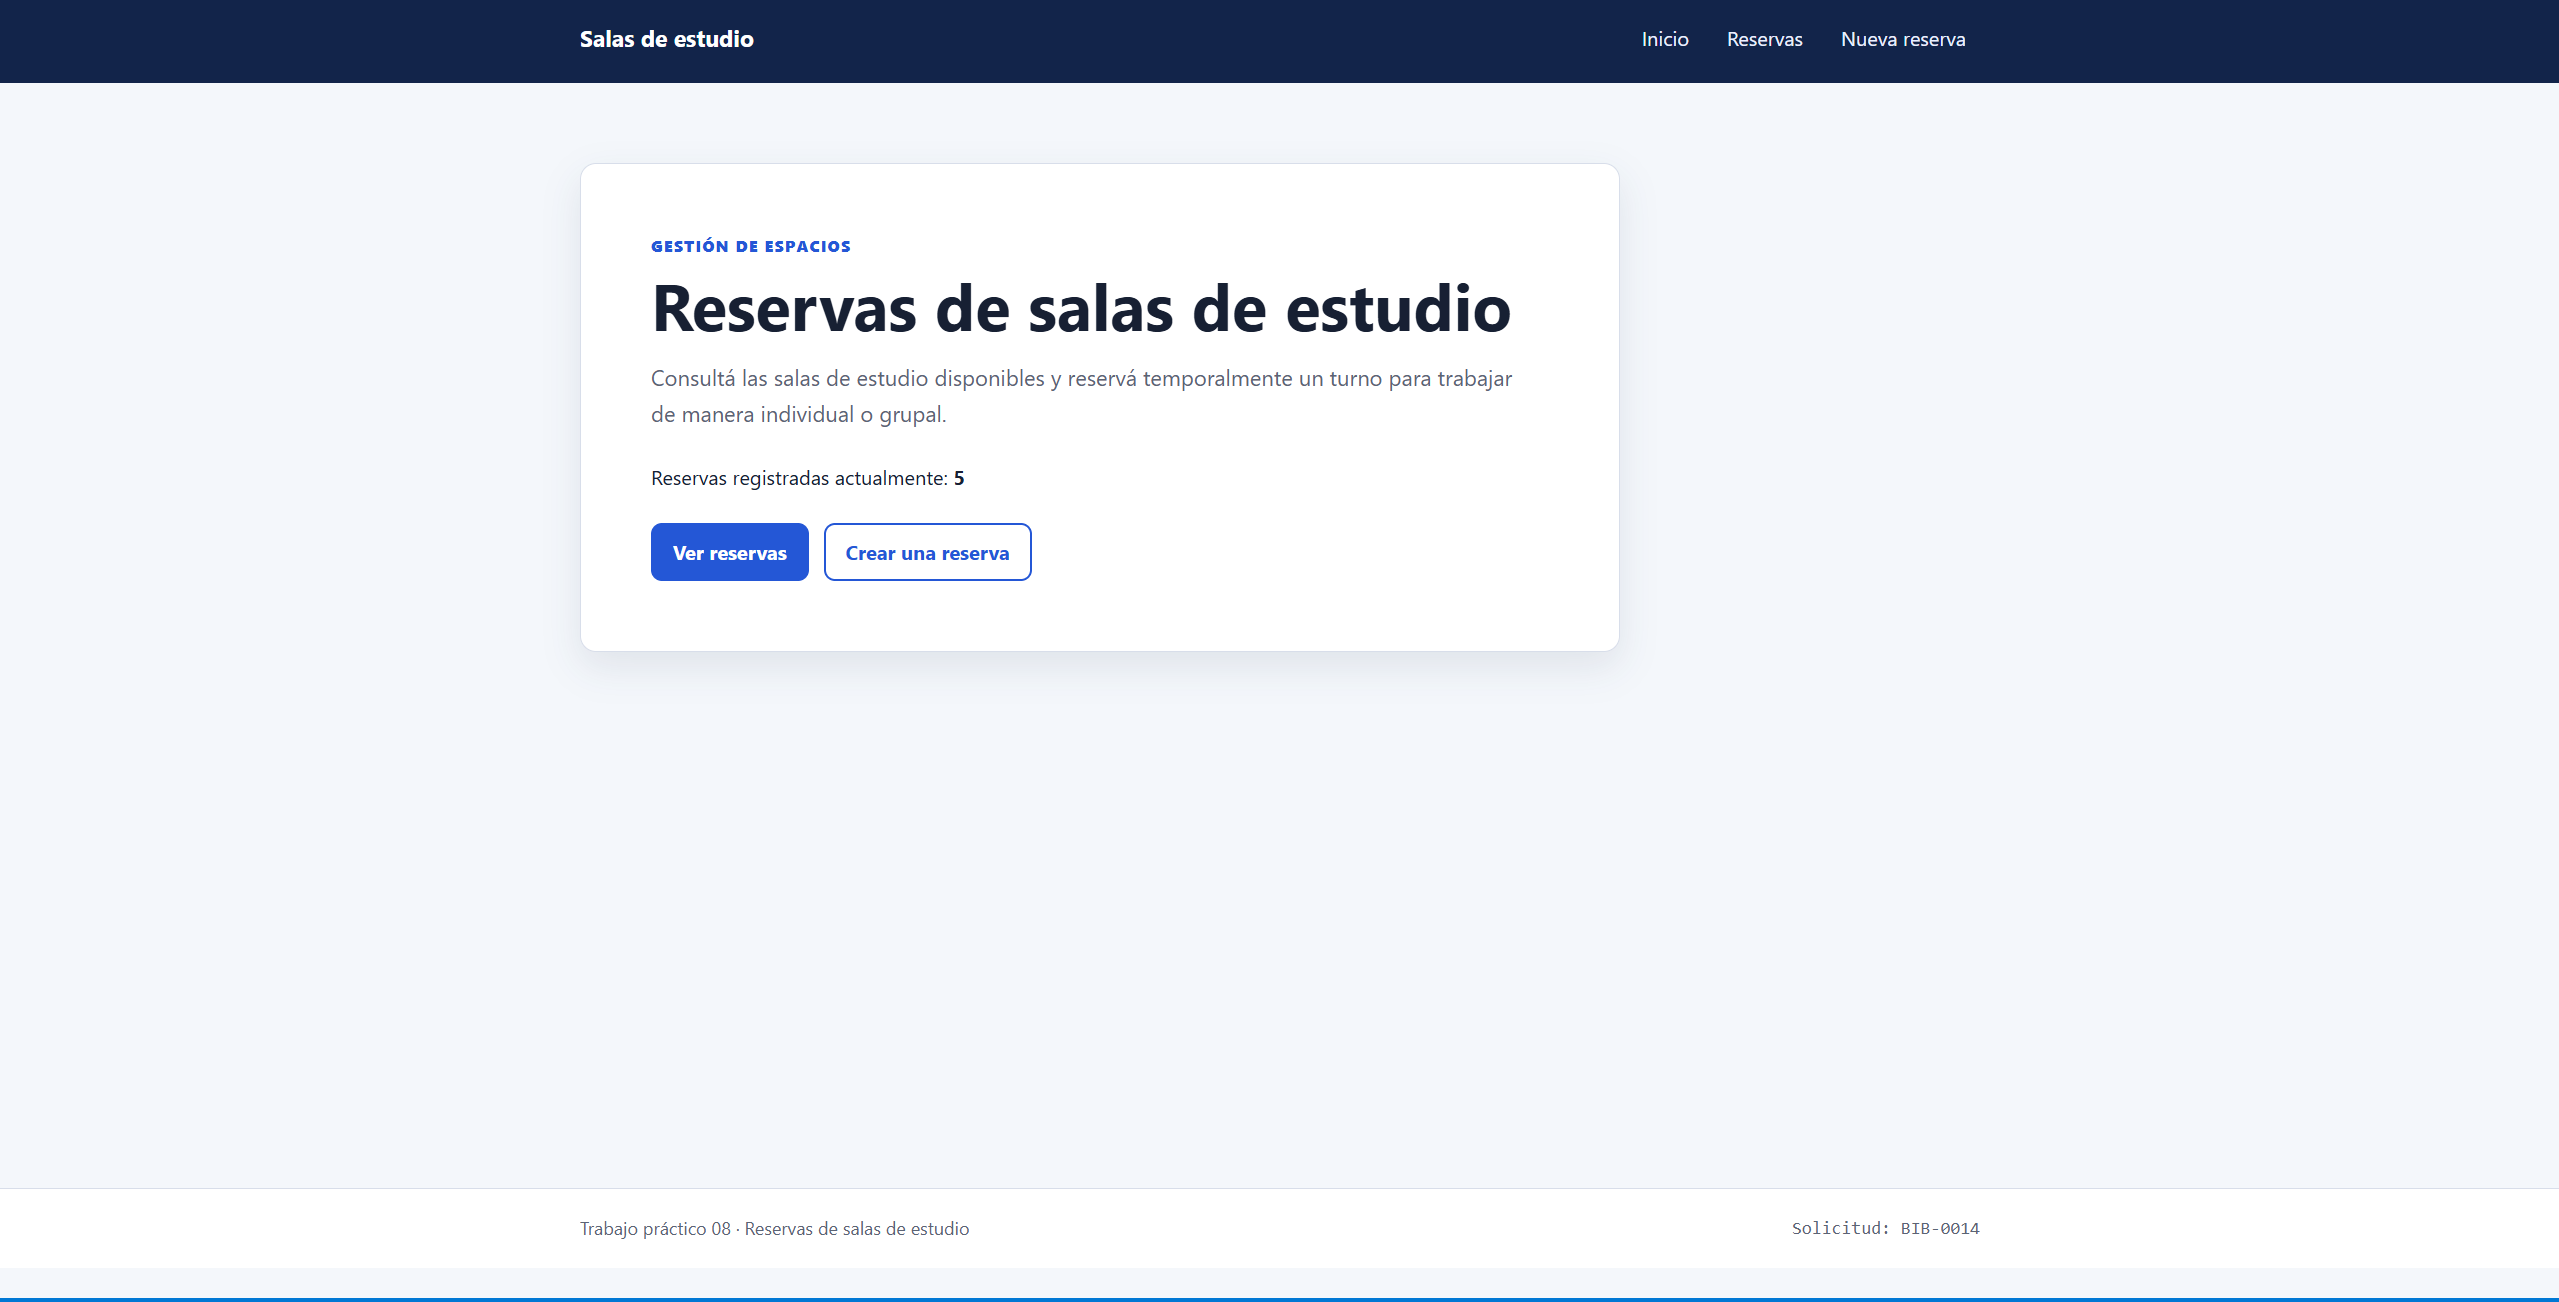 Salas de estudio
Inicio Reservas Nueva reserva
GESTIÓN DE ESPACIOS
Reservas de salas de estudio
Consultá las salas de estudio disponibles y reservá temporalmente un turno para trabajar
de manera individual o grupal.
Reservas registradas actualmente: 5
Ver reservas Crear una reserva
Trabajo práctico 08 · Reservas de salas de estudio
Solicitud: BIB-0014